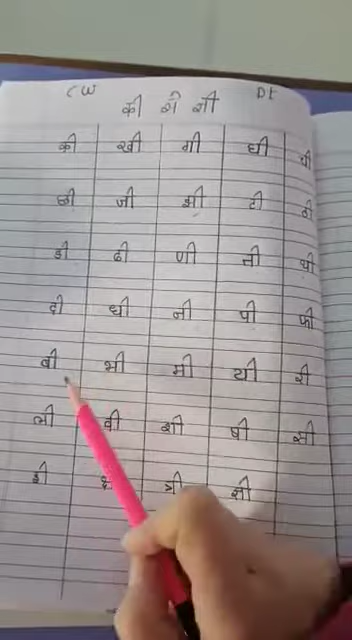 CW Dt
की से सी
की खी गी घी ची
छी जी झी टी ठी
डी ढी णी ती थी
दी धी नी पी फी
बी भी मी यी री
ली वी शी षी सी
ही क्ष त्री ज्ञी